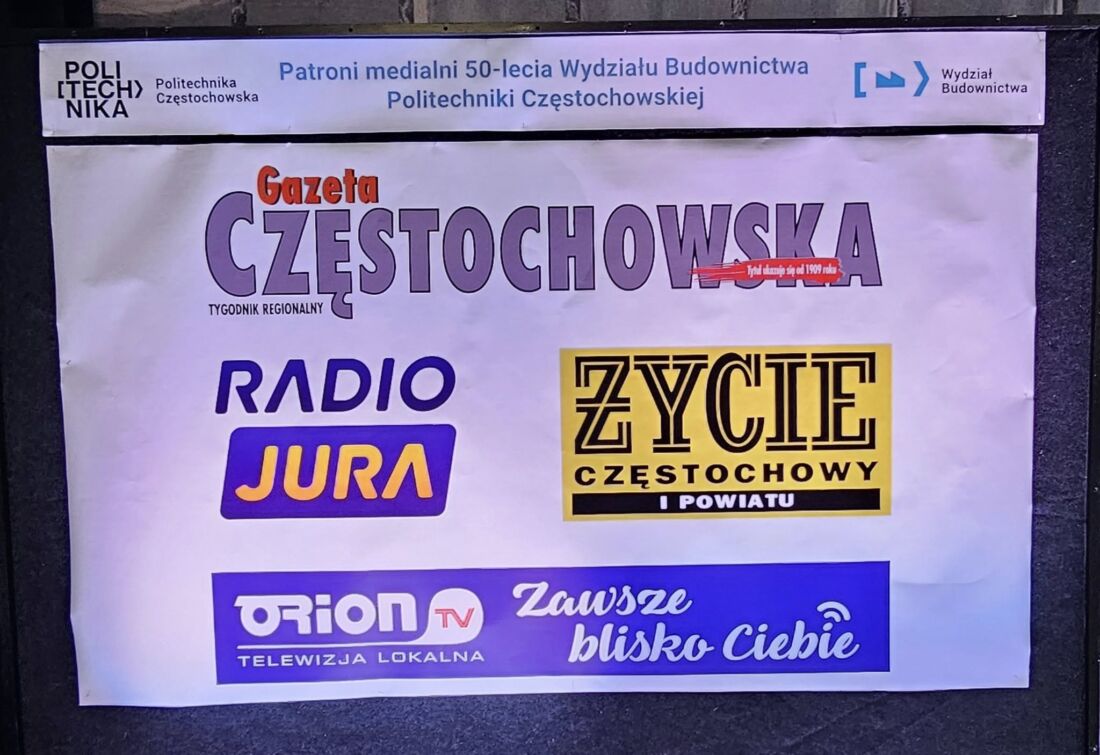 POLI
[TECH)
NIKA
Politechnika
Częstochowska
Patroni medialni 50-lecia Wydziału Budownictwa
Politechniki Częstochowskiej
Wydział
Budownictwa
Gazeta
CZĘSTOCHOWSKA
Tytuł ukazuje się od 1909 roku
TYGODNIK REGIONALNY
RADIO
JURA
ŻYCIE
CZĘSTOCHOWY
I POWIATU
ORION TV
TELEWIZJA LOKALNA
Zawsze
blisko Ciebie